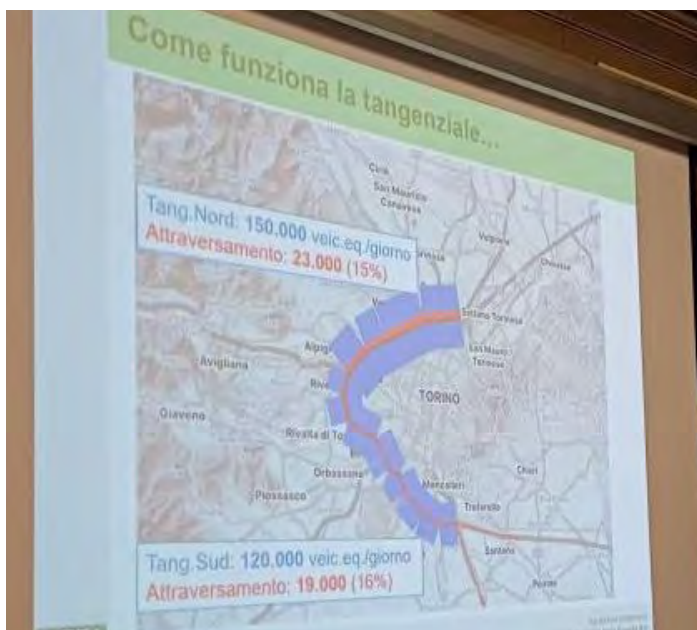 Come funziona la tangenziale...
Ciriè
San Maurizio
Canavese
Tang.Nord: 150.000 veic.eq./giorno
Attraversamento: 23.000 (15%)
Volpiano
Chivasso
Settimo Torinese
San Mauro
Torinese
Avigliana
TORINO
Giaveno
Rivalta di To
Orbassano
Chieri
Piossasco
Moncalieri
Trofarello
Santena
Poirino
Tang.Sud: 120.000 veic.eq./giorno
Attraversamento: 19.000 (16%)